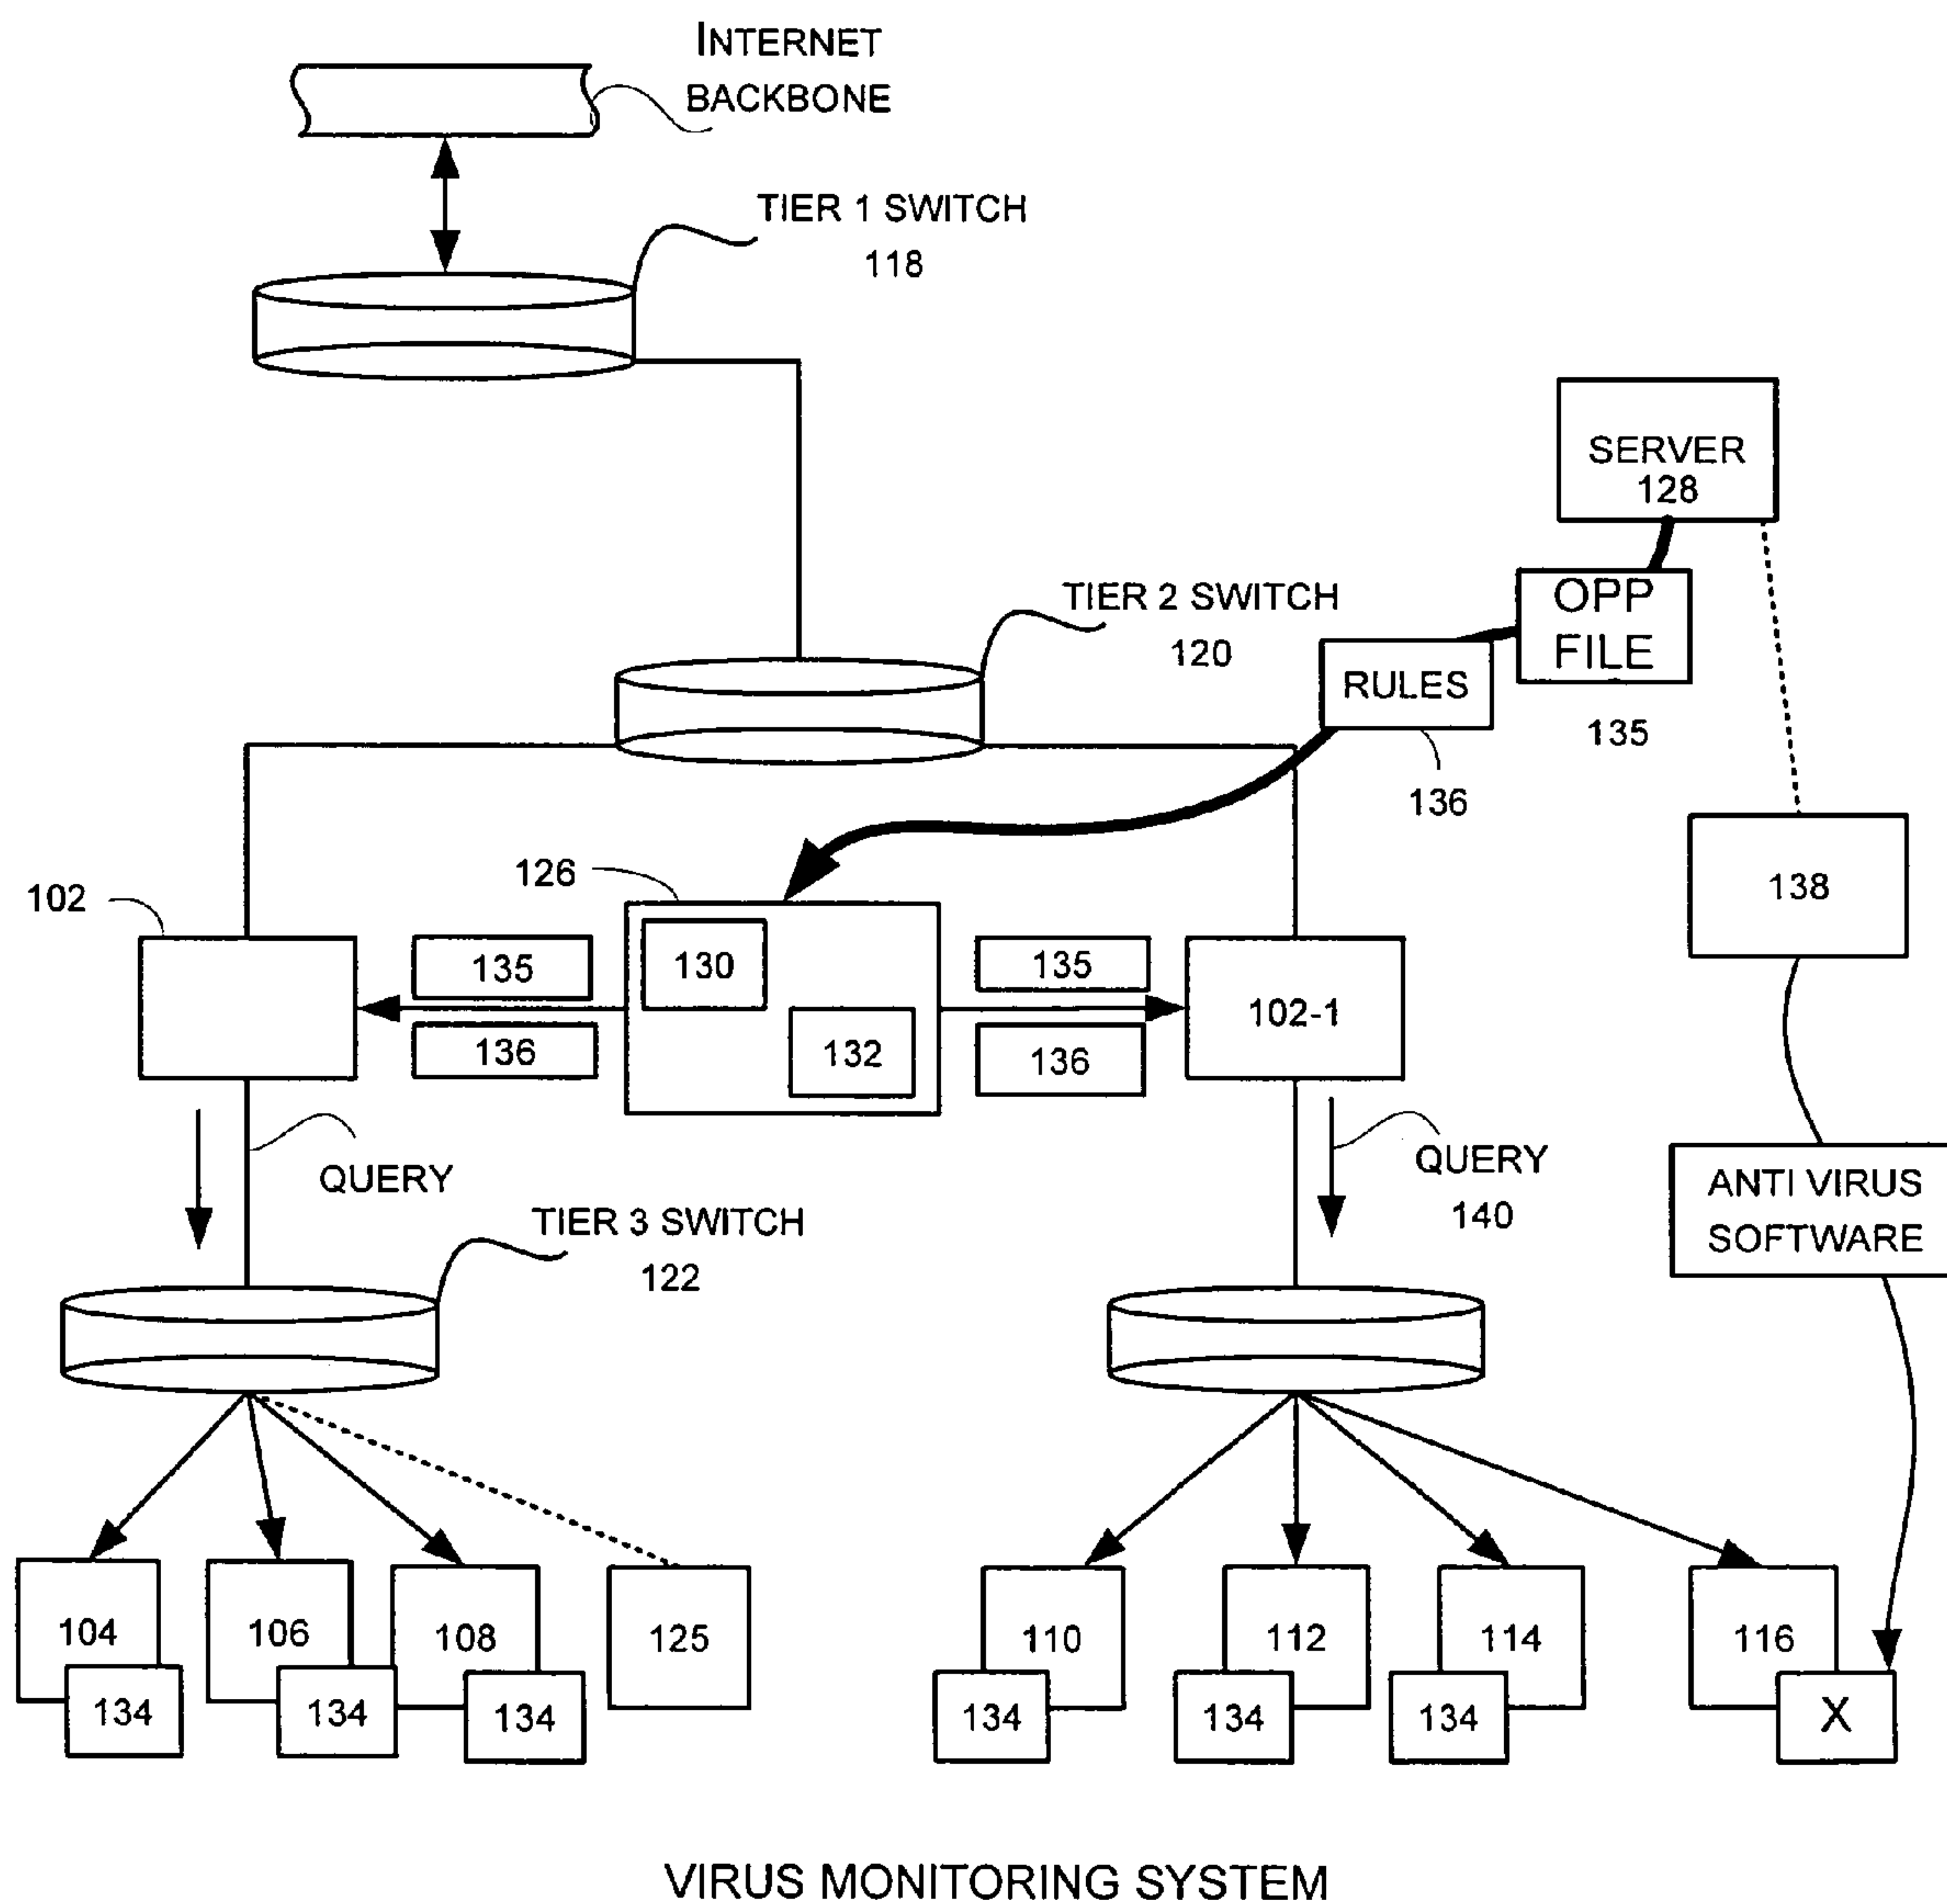 INTERNET
BACKBONE
TIER 1 SWITCH
118
SERVER
128
TIER 2 SWITCH
120
OPP
FILE
135
RULES
136
138
102
126
130
132
135
136
135
136
102-1
QUERY
QUERY
140
ANTI VIRUS
SOFTWARE
TIER 3 SWITCH
122
104
134
106
134
108
134
125
110
134
112
134
114
134
116
X
VIRUS MONITORING SYSTEM